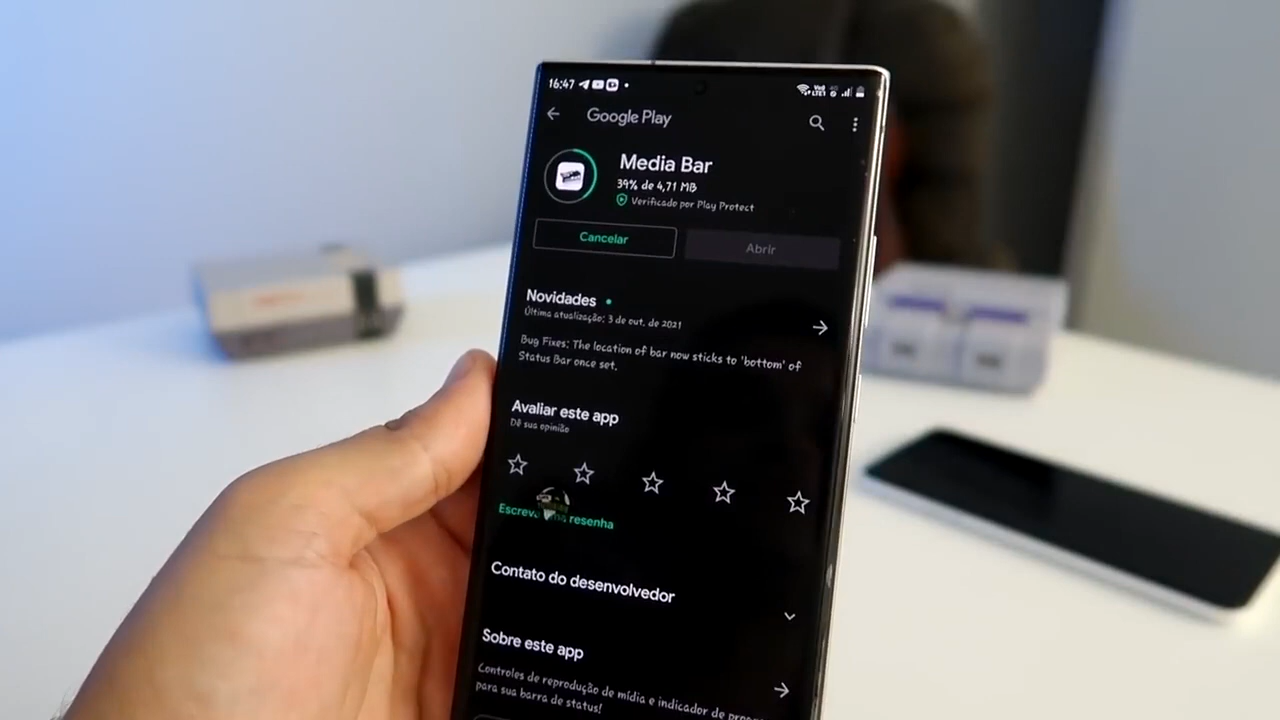 16:47
Google Play
Media Bar
39% de 4,71 MB
Verificado por Play Protect
Cancelar
Abrir
Novidades
Última atualização: 3 de out. de 2021
Bug Fixes: The location of bar now sticks to 'bottom' of
Status Bar once set.
Avaliar este app
Dê sua opinião
resenha
Contato do desenvolvedor
Sobre este app
Controles de reprodução de mídia e indicador de
para sua barra de status!